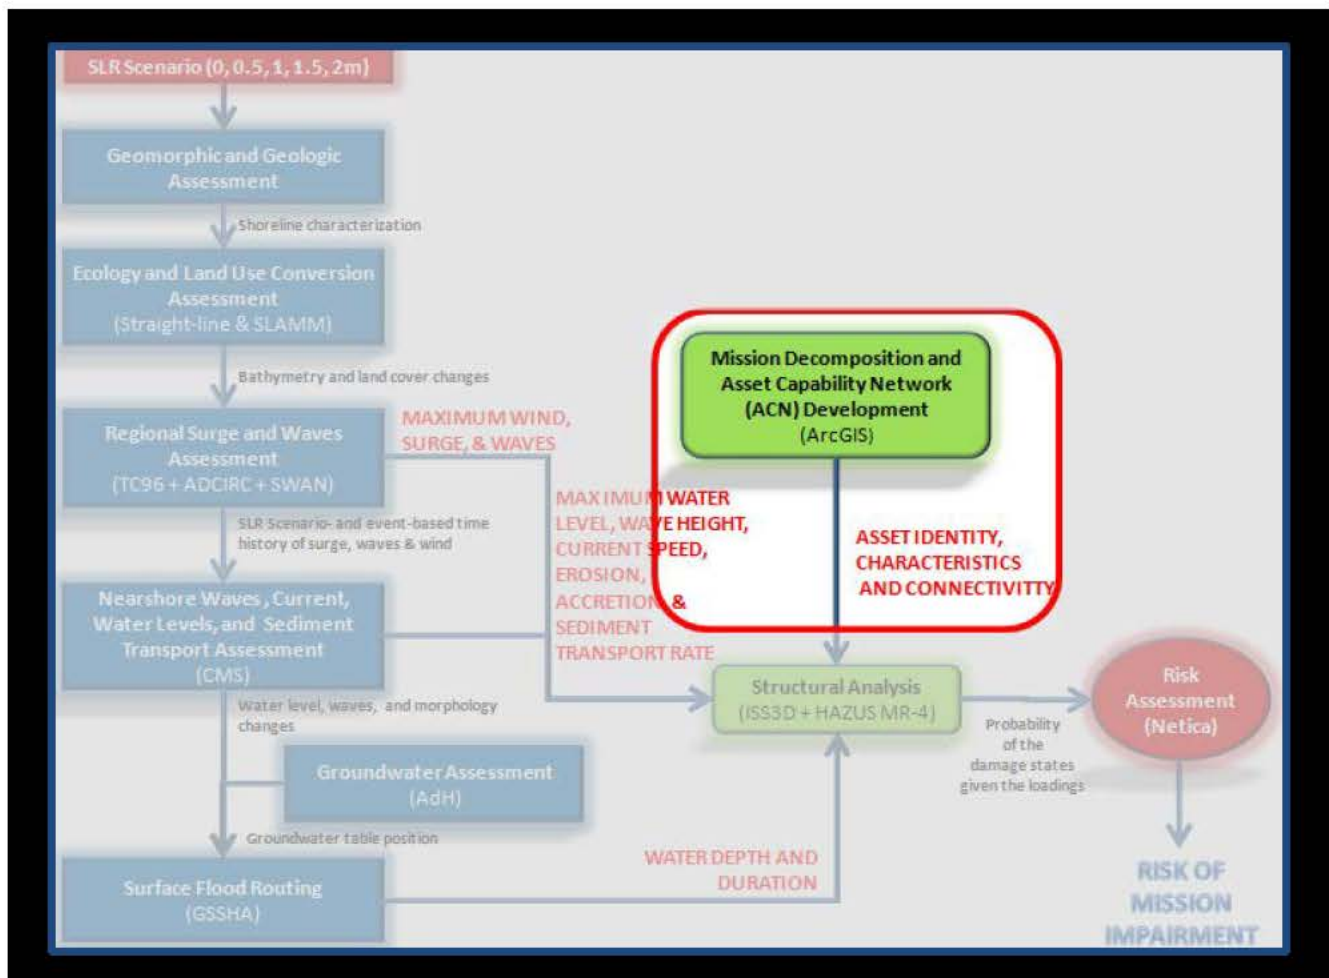 SLR Scenario (0, 0.5, 1, 1.5, 2m)
Geomorphic and Geologic
Assessment
Shoreline characterization
Ecology and Land Use Conversion
Assessment
(Straight-line & SLAMM)
Bathymetry and land cover changes
Regional Surge and Waves
Assessment
(TC96 + ADCIRC + SWAN)
MAXIMUM WIND,
SURGE, & WAVES
SLR Scenario- and event-based time
history of surge, waves & wind
Nearshore Waves, Current,
Water Levels, and Sediment
Transport Assessment
(CMS)
MAXIMUM WATER
LEVEL, WAVE HEIGHT,
CURRENT SPEED,
EROSION,
ACCRETION, &
SEDIMENT
TRANSPORT RATE
Mission Decomposition and
Asset Capability Network
(ACN) Development
(ArcGIS)
ASSET IDENTITY,
CHARACTERISTICS
AND CONNECTIVITTY
Water level, waves, and morphology
changes
Groundwater Assessment
(AdH)
Groundwater table position
Surface Flood Routing
(GSSHA)
WATER DEPTH AND
DURATION
Structural Analysis
(ISS3D + HAZUS MR-4)
Probability
of the
damage states
given the loadings
Risk
Assessment
(Netica)
RISK OF
MISSION
IMPAIRMENT